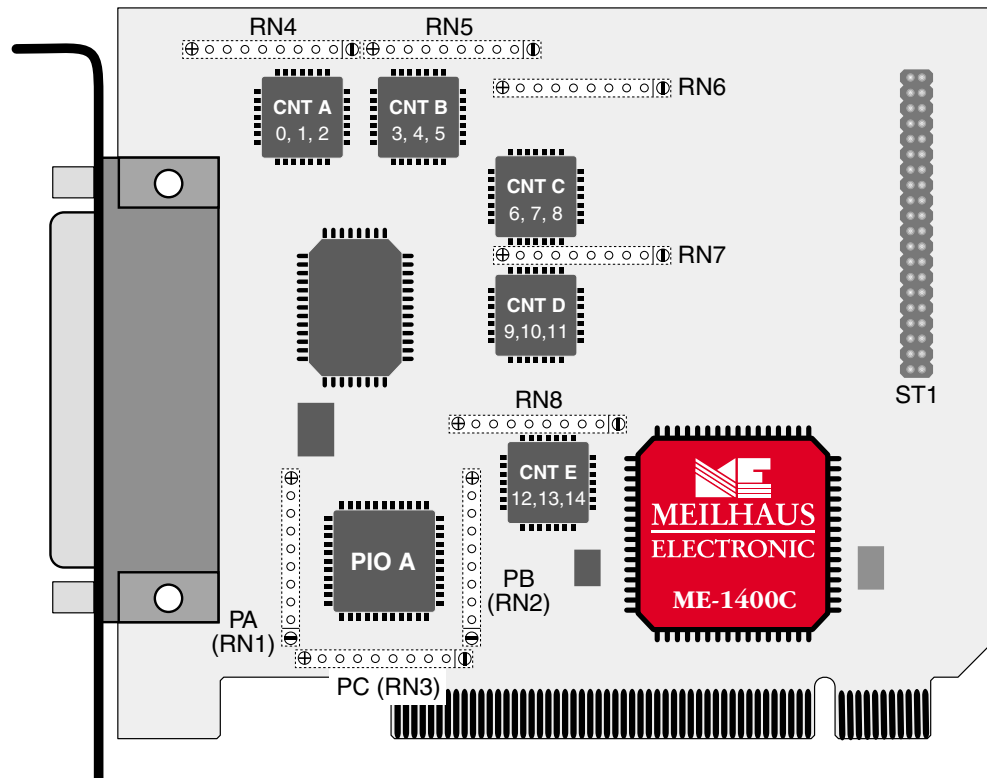 RN4
RN5
RN6
CNT A
0, 1, 2
CNT B
3, 4, 5
CNT C
6, 7, 8
RN7
CNT D
9,10,11
ST1
RN8
CNT E
12,13,14
ME
MEILHAUS
ELECTRONIC
ME-1400C
PIO A
PB
(RN2)
PA
(RN1)
PC (RN3)